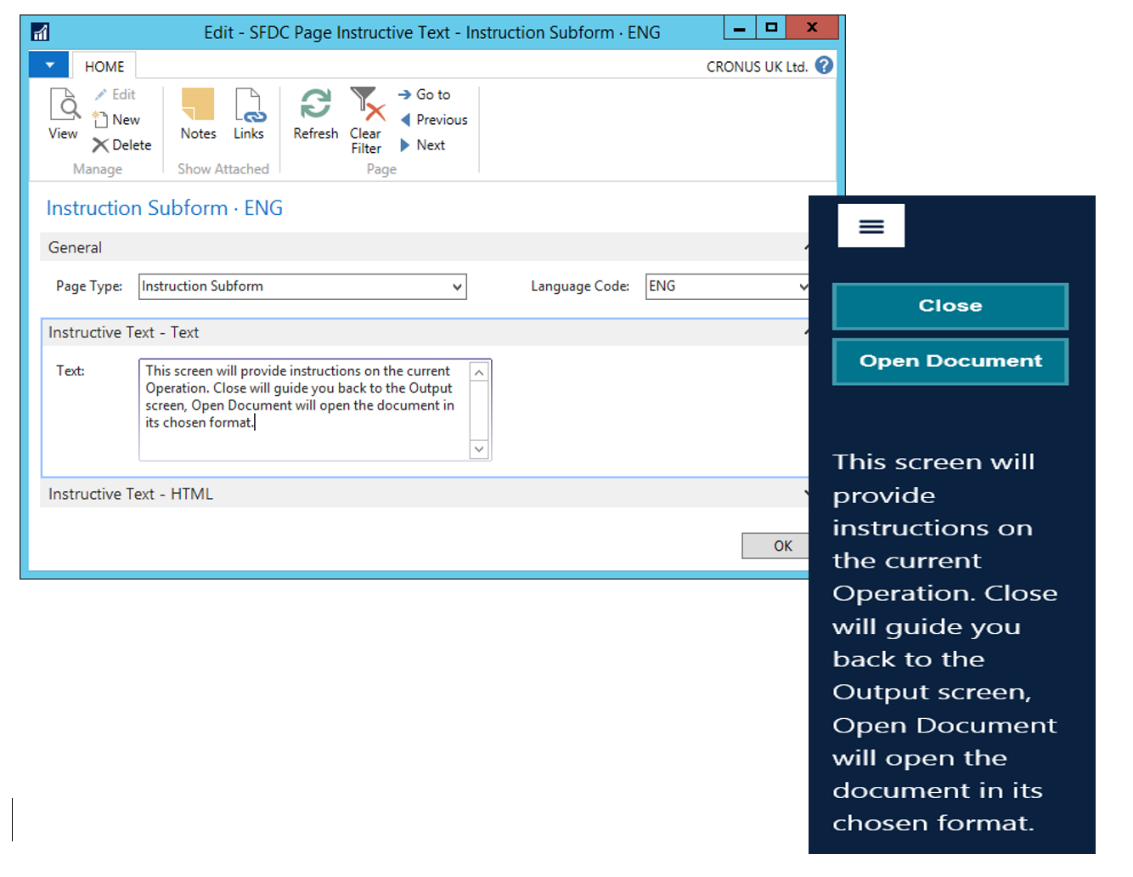 Edit - SFDC Page Instructive Text - Instruction Subform · ENG
HOME
CRONUS UK Ltd.
View
Edit
New
Delete
Manage
Notes
Links
Show Attached
Refresh
Clear
Filter
Go to
Previous
Next
Page
Instruction Subform · ENG
General
Page Type:
Instruction Subform
Language Code:
ENG
Instructive Text - Text
Text:
This screen will provide instructions on the current
Operation. Close will guide you back to the Output
screen, Open Document will open the document in
its chosen format.
Instructive Text - HTML
OK
Close
Open Document
This screen will
provide
instructions on
the current
Operation. Close
will guide you
back to the
Output screen,
Open Document
will open the
document in its
chosen format.